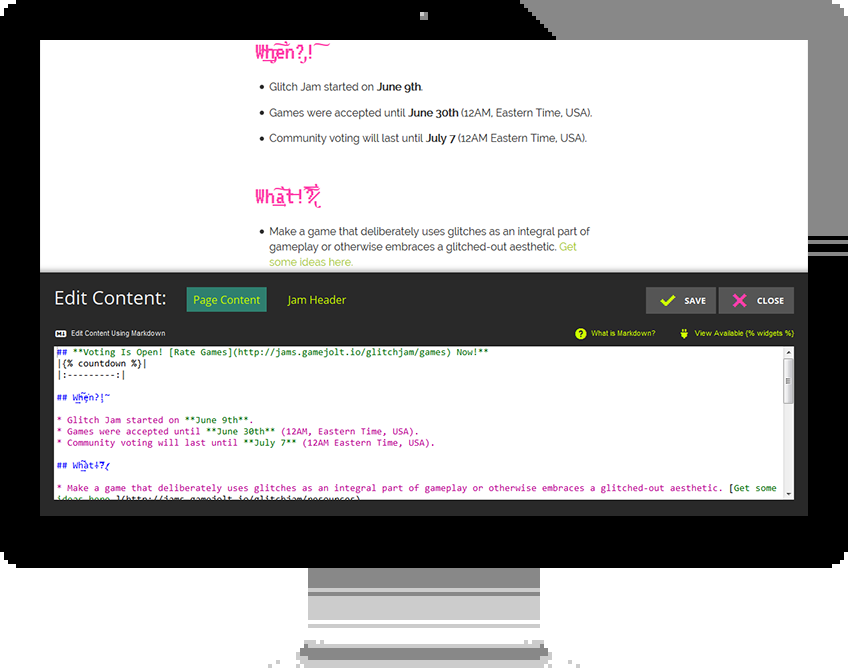 When?!
Glitch Jam started on June 9th.
Games were accepted until June 30th (12AM, Eastern Time, USA).
Community voting will last until July 7 (12AM Eastern Time, USA).
What!?
Make a game that deliberately uses glitches as an integral part of
gameplay or otherwise embraces a glitched-out aesthetic. Get
some ideas here.
Edit Content:
Page Content
Jam Header
SAVE
CLOSE
Edit Content Using Markdown
What is Markdown?
View Available {% widgets %}
## **Voting Is Open! [Rate Games](http://jams.gamejolt.io/glitchjam/games) Now!**
|{% countdown %}|
|:---------:|
## When?!
* Glitch Jam started on **June 9th**.
* Games were accepted until **June 30th** (12AM, Eastern Time, USA).
* Community voting will last until **July 7** (12AM Eastern Time, USA).
## What!?
* Make a game that deliberately uses glitches as an integral part of gameplay or otherwise embraces a glitched-out aesthetic. [Get some
ideas here.](http://jams.gamejolt.io/glitchjam/resources)